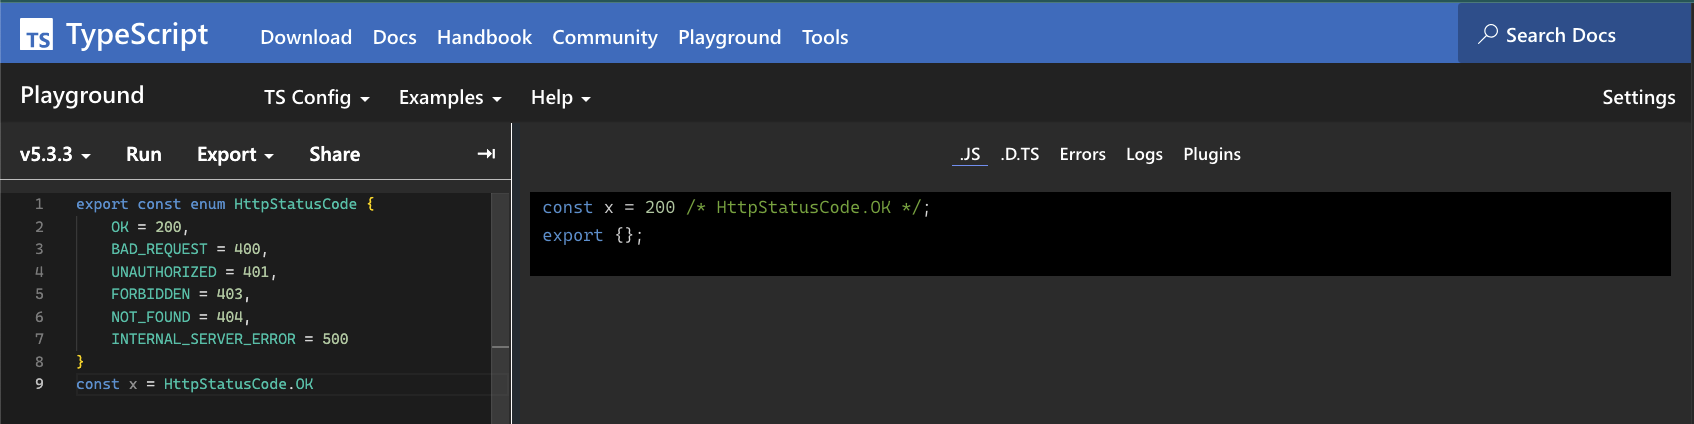 TS TypeScript Download Docs Handbook Community Playground Tools Search Docs
Playground TS Config Examples Help Settings
v5.3.3 Run Export Share
.JS .D.TS Errors Logs Plugins
1 export const enum HttpStatusCode {
2 OK = 200,
3 BAD_REQUEST = 400,
4 UNAUTHORIZED = 401,
5 FORBIDDEN = 403,
6 NOT_FOUND = 404,
7 INTERNAL_SERVER_ERROR = 500
8 }
9 const x = HttpStatusCode.OK
const x = 200 /* HttpStatusCode.OK */;
export {};